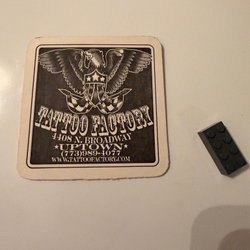 TATTOO FACTORY
4408 N. BROADWAY
★UPTOWN★
(773)989-4077
WWW.TATTOOFACTORY.COM